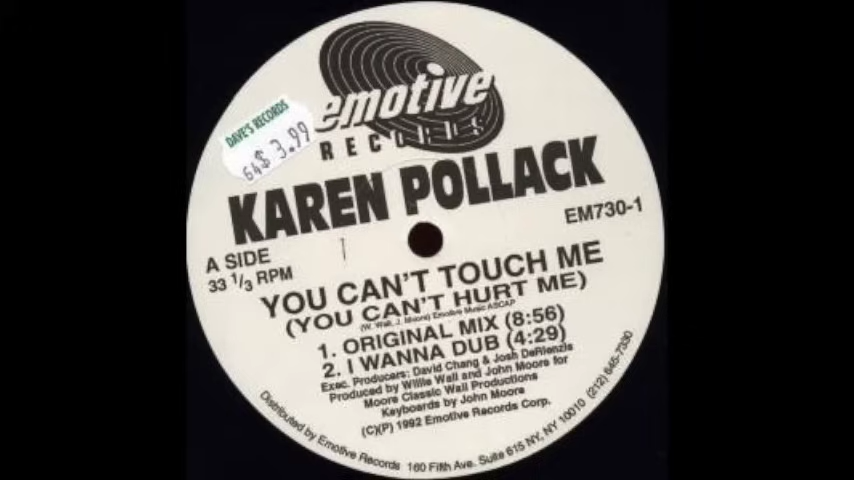 emotive
RECORDS
DAVE'S RECORDS
64$ 3.99
KAREN POLLACK
EM730-1
A SIDE
33 1/3 RPM
YOU CAN'T TOUCH ME
(YOU CAN'T HURT ME)
(W. Wall, J. Moore) Emotive Music ASCAP
1. ORIGINAL MIX (8:56)
2. I WANNA DUB (4:29)
Exec. Producers: David Chang & Josh DeRienzis
Produced by Willie Wall and John Moore for
Moore Classic Wall Productions
Keyboards by John Moore
(C)(P) 1992 Emotive Records Corp.
Distributed by Emotive Records 160 Fifth Ave. Suite 615 NY, NY 10010 (212) 645-7330